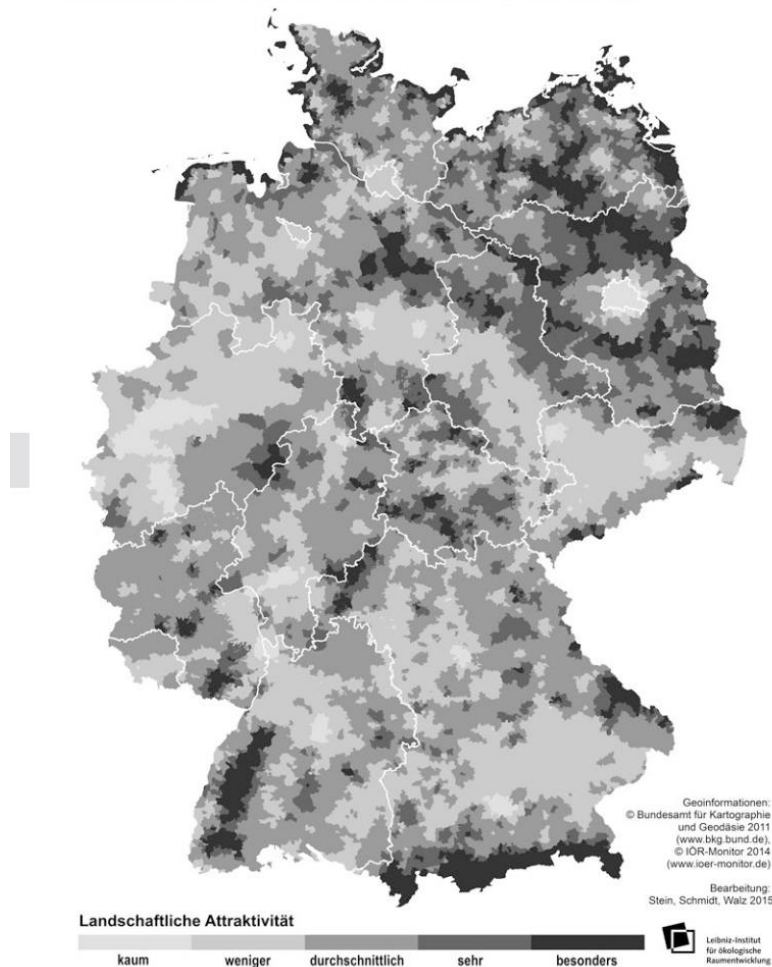 Geoinformationen:
© Bundesamt für Kartographie
und Geodäsie 2011
(www.bkg.bund.de),
© IÖR-Monitor 2014
(www.ioer-monitor.de)
Bearbeitung:
Stein, Schmidt, Walz 2015
Landschaftliche Attraktivität
kaum weniger durchschnittlich sehr besonders
Leibniz-Institut
für ökologische
Raumentwicklung